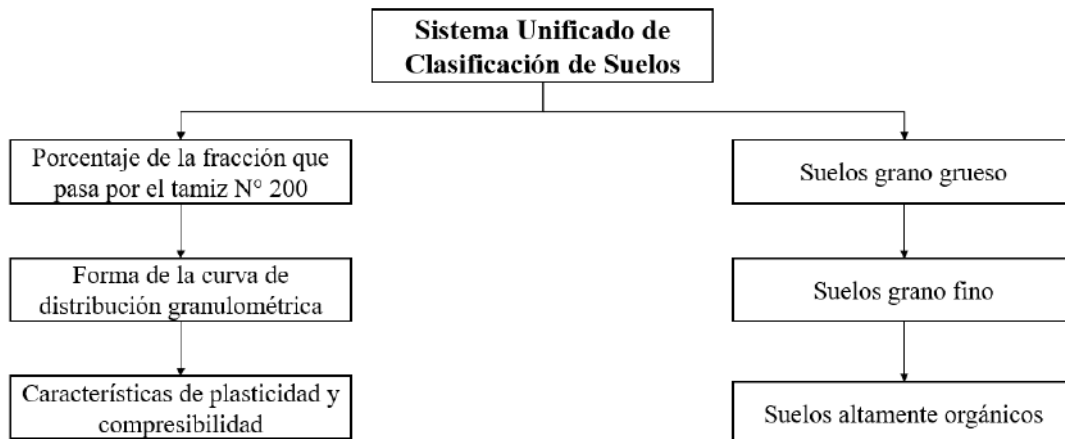 Sistema Unificado de
Clasificación de Suelos
Porcentaje de la fracción que
pasa por el tamiz N° 200
Forma de la curva de
distribución granulométrica
Características de plasticidad y
compresibilidad
Suelos grano grueso
Suelos grano fino
Suelos altamente orgánicos